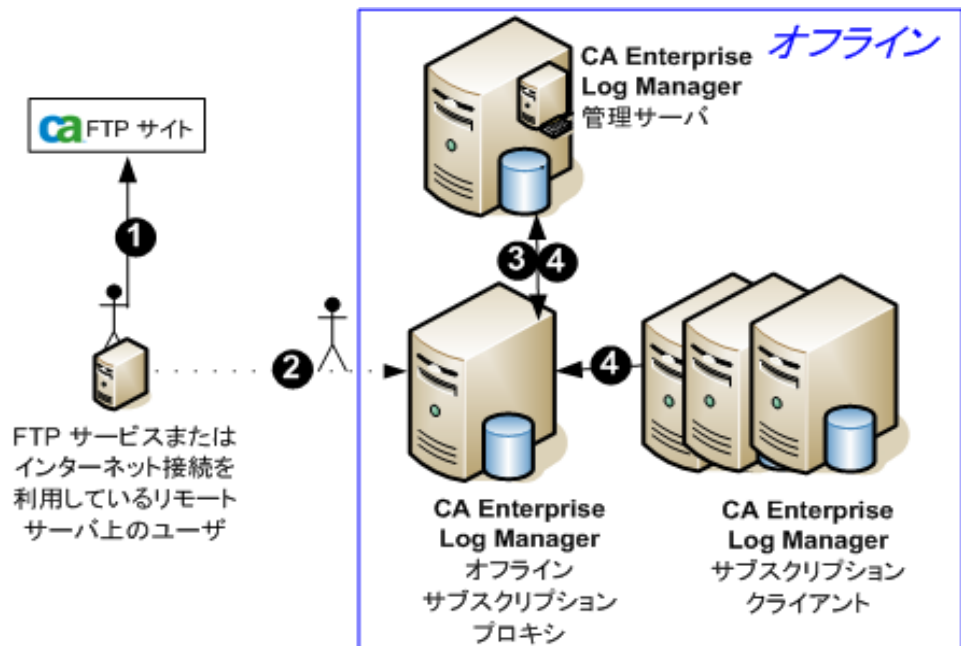 オフライン
CA Enterprise
Log Manager
管理サーバ
ca FTP サイト
1
3 4
2
4
FTP サービスまたは
インターネット接続を
利用しているリモート
サーバ上のユーザ
CA Enterprise
Log Manager
オフライン
サブスクリプション
プロキシ
CA Enterprise
Log Manager
サブスクリプション
クライアント